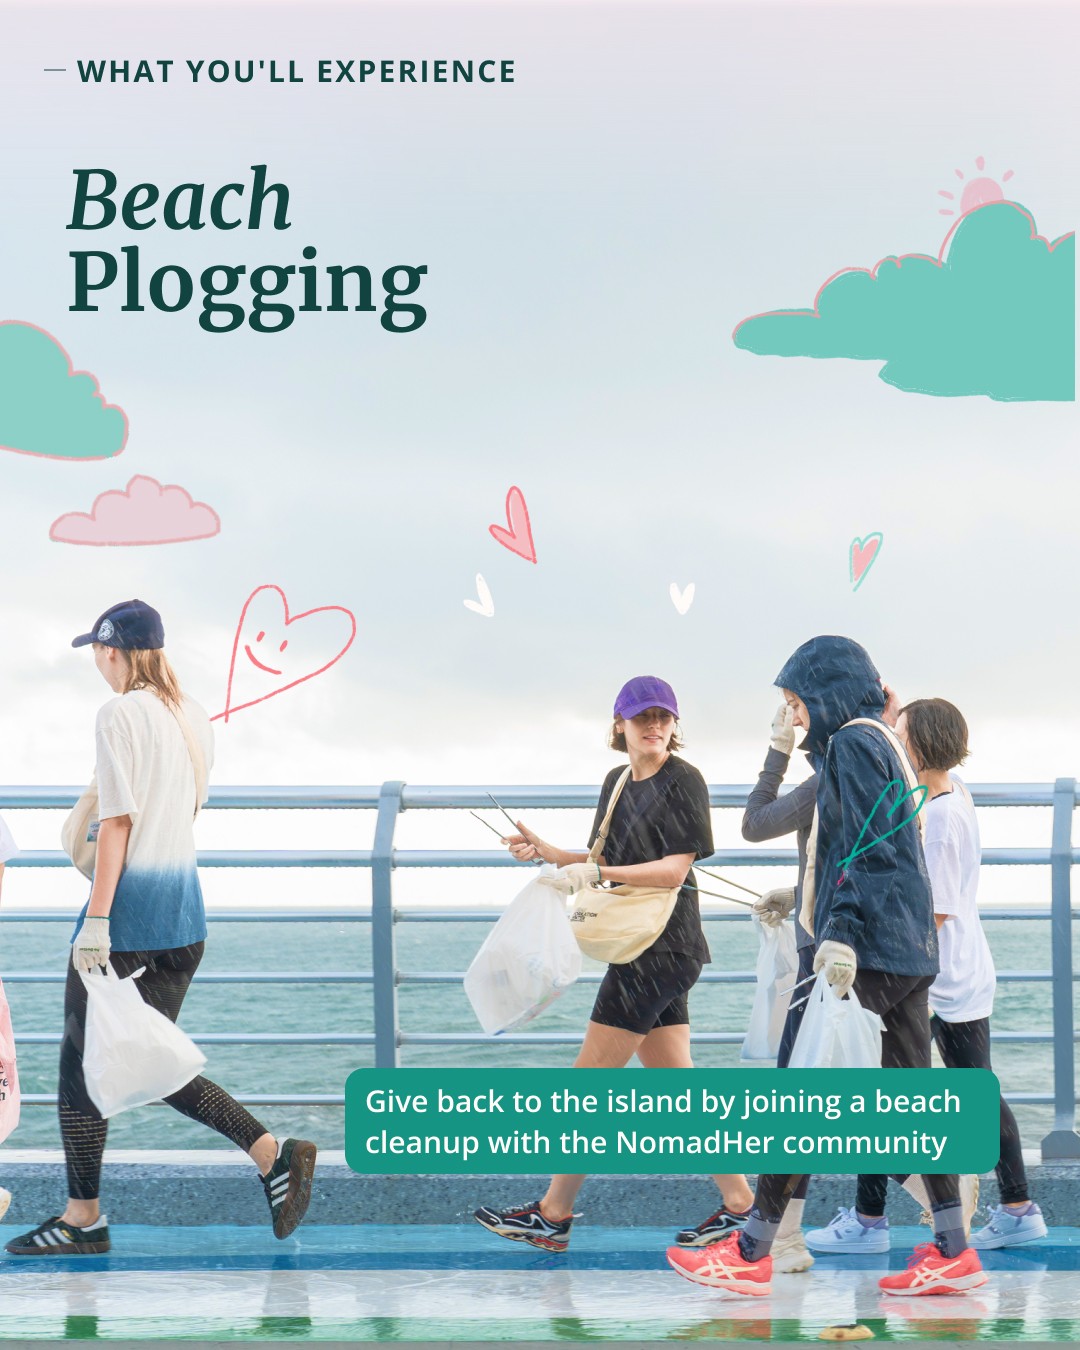 — WHAT YOU'LL EXPERIENCE
Beach
Plogging
Give back to the island by joining a beach
cleanup with the NomadHer community